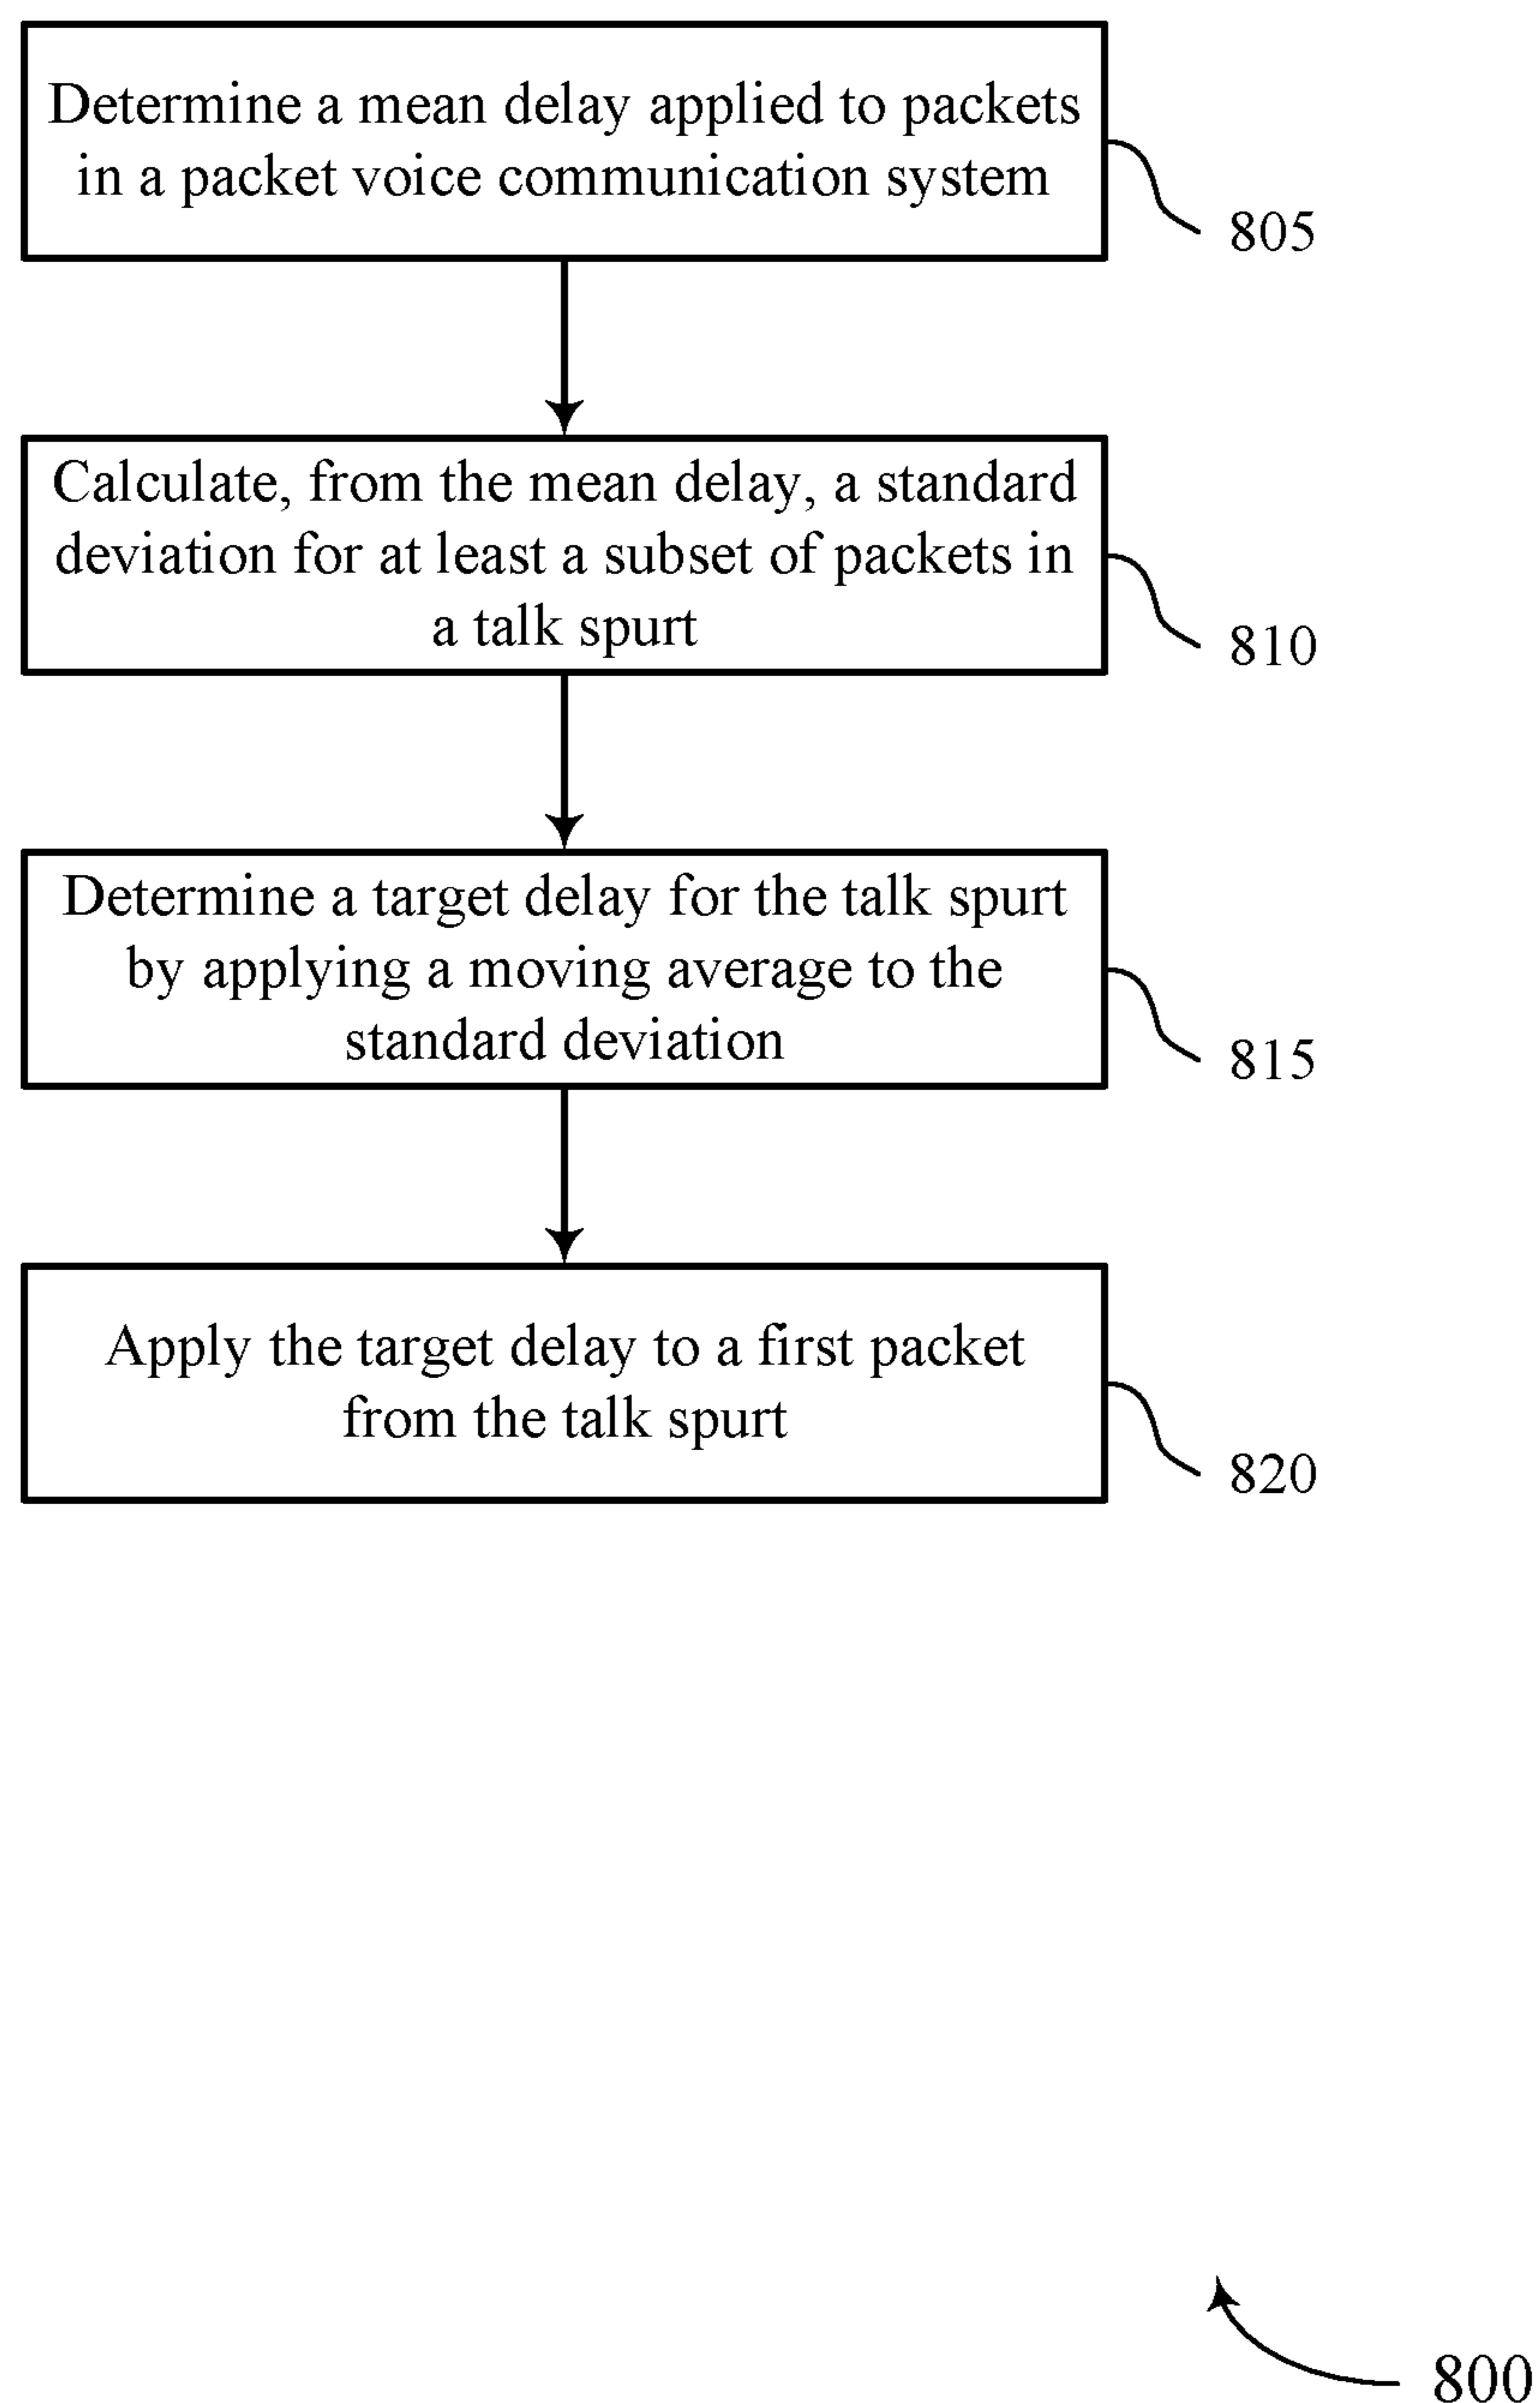 Determine a mean delay applied to packets
in a packet voice communication system
805
Calculate, from the mean delay, a standard
deviation for at least a subset of packets in
a talk spurt
810
Determine a target delay for the talk spurt
by applying a moving average to the
standard deviation
815
Apply the target delay to a first packet
from the talk spurt
820
800